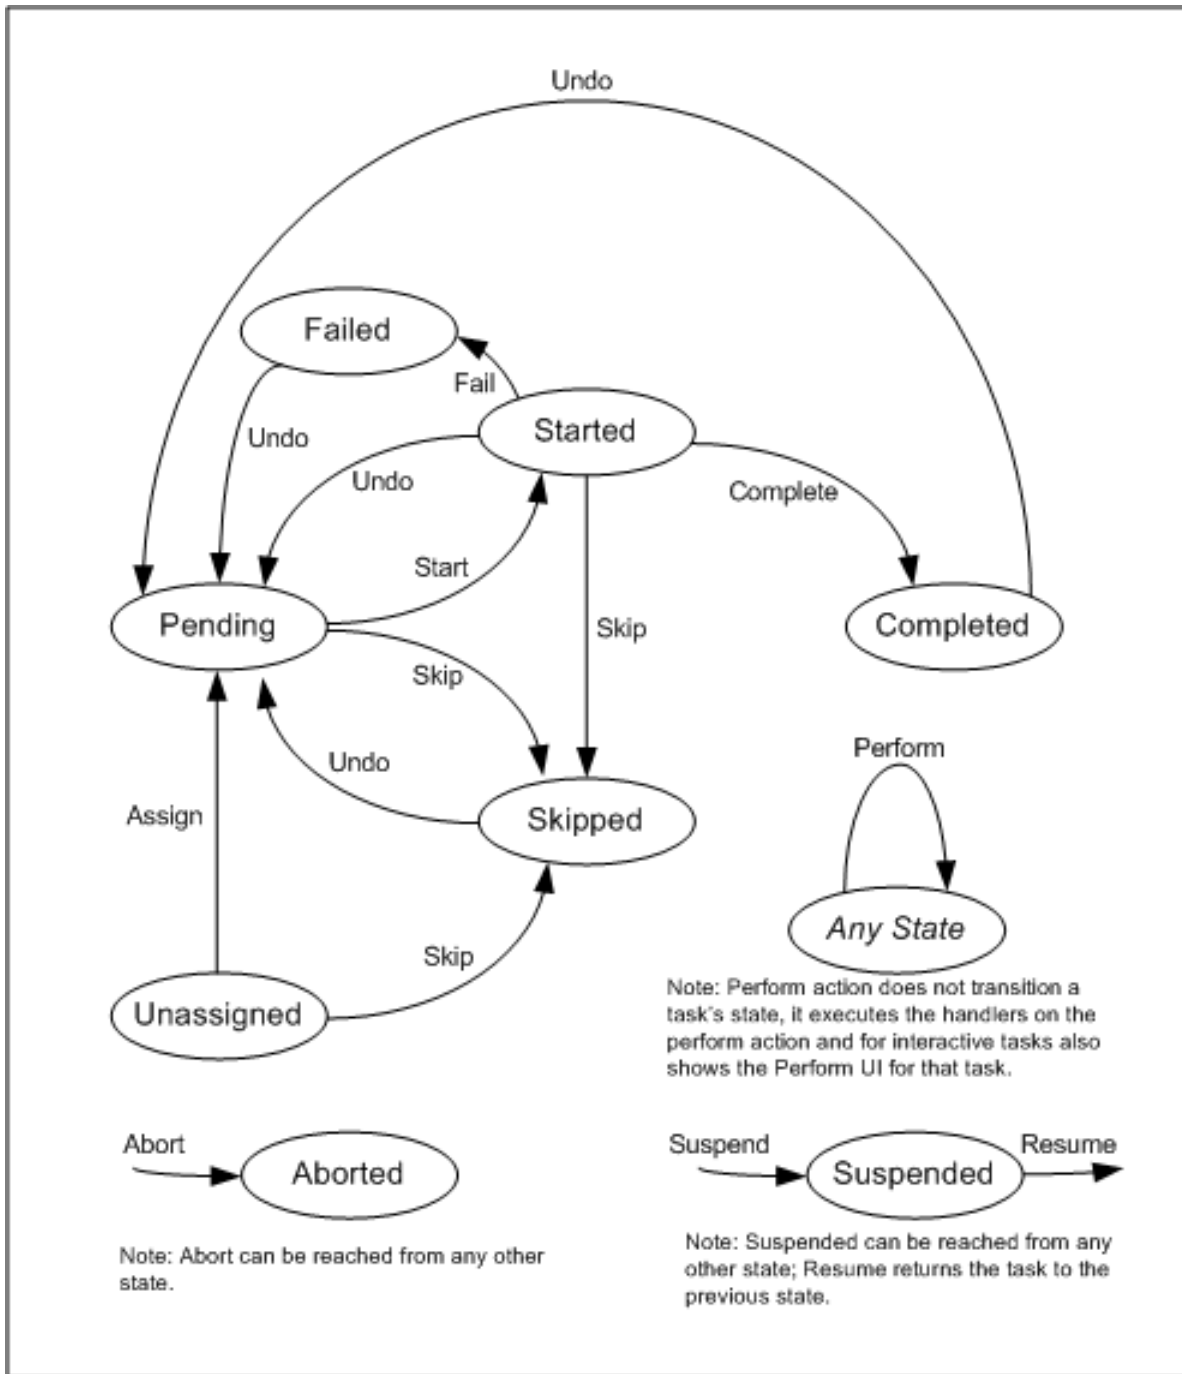 Undo
Failed
Fail
Started
Undo
Undo
Complete
Start
Pending
Skip
Completed
Skip
Perform
Undo
Assign
Skipped
Any State
Skip
Note: Perform action does not transition a
task's state, it executes the handlers on the
perform action and for interactive tasks also
shows the Perform UI for that task.
Unassigned
Abort
Aborted
Suspend
Suspended
Resume
Note: Abort can be reached from any other
state.
Note: Suspended can be reached from any
other state; Resume returns the task to the
previous state.